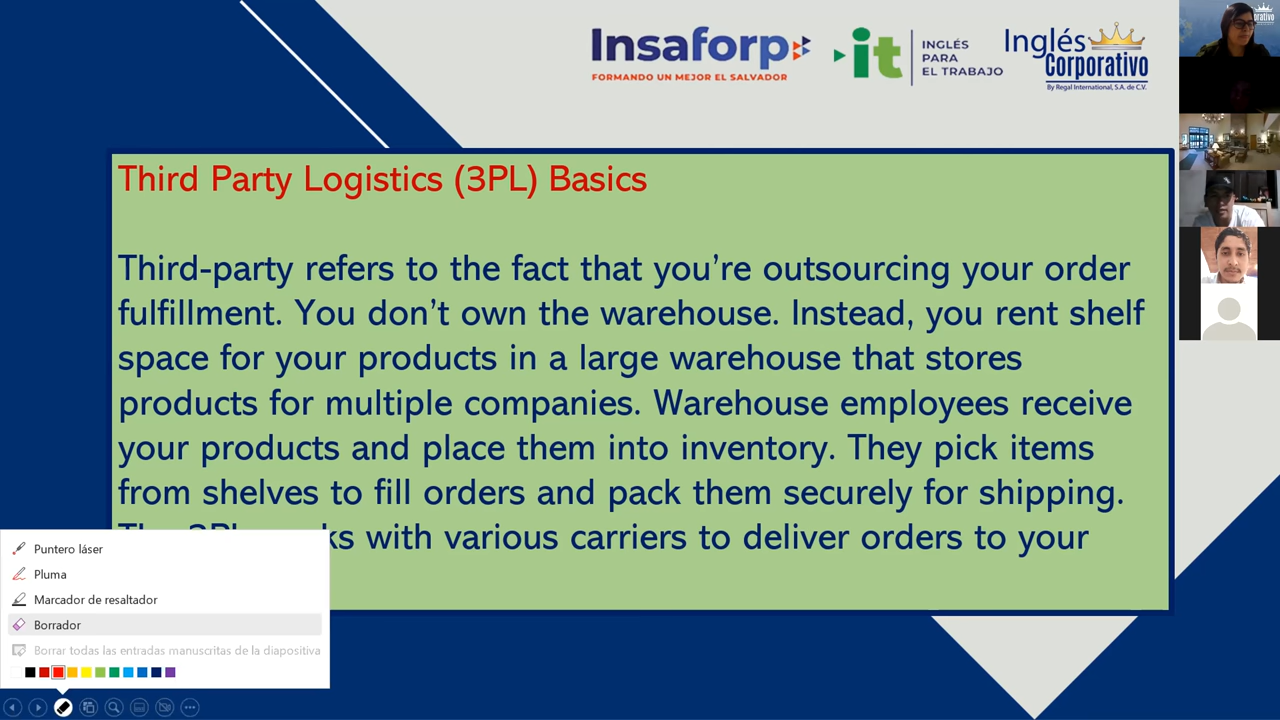 Insaforp
FORMANDO UN MEJOR EL SALVADOR
it
INGLÉS
PARA
EL TRABAJO
Inglés
Corporativo
By Regal International, S.A. de C.V.
Third Party Logistics (3PL) Basics
Third-party refers to the fact that you’re outsourcing your order
fulfillment. You don’t own the warehouse. Instead, you rent shelf
space for your products in a large warehouse that stores
products for multiple companies. Warehouse employees receive
your products and place them into inventory. They pick items
from shelves to fill orders and pack them securely for shipping.
with various carriers to deliver orders to your
Puntero láser
Pluma
Marcador de resaltador
Borrador
Borrar todas las entradas manuscritas de la diapositiva